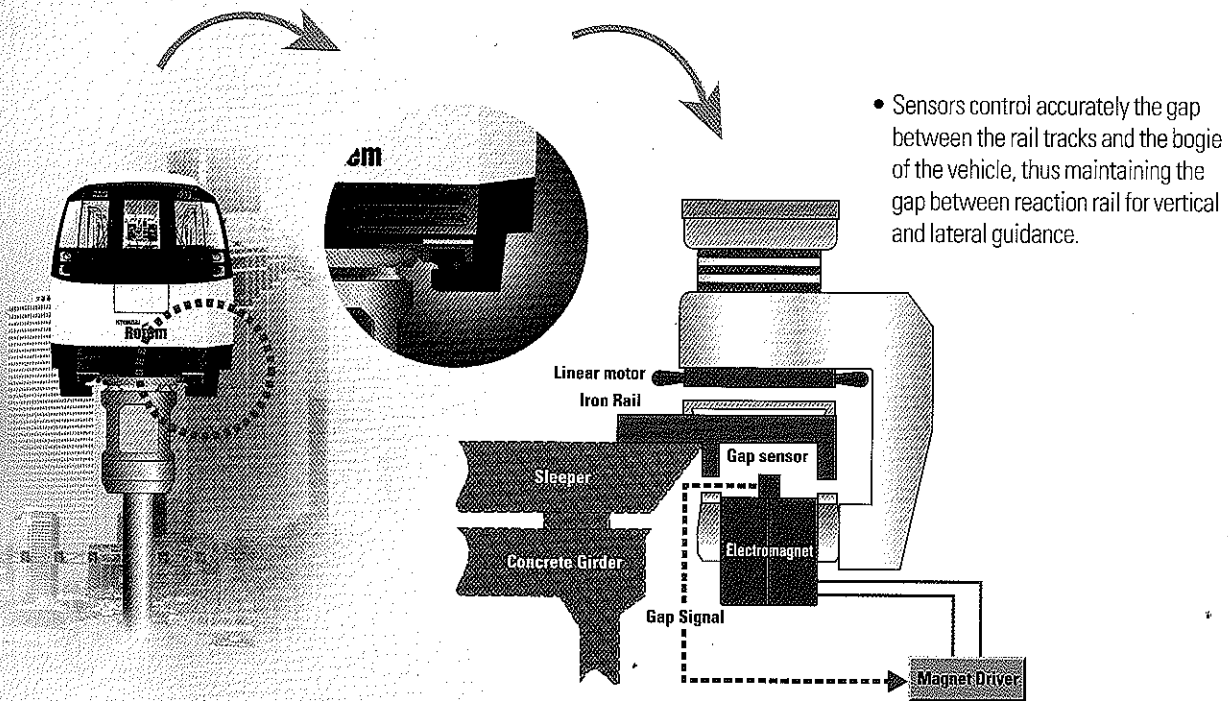 em
HYUNDAI
Rotem
• Sensors control accurately the gap
between the rail tracks and the bogie
of the vehicle, thus maintaining the
gap between reaction rail for vertical
and lateral guidance.
Linear motor
Iron Rail
Gap sensor
Sleeper
Electromagnet
Concrete Girder
Gap Signal
Magnet Driver